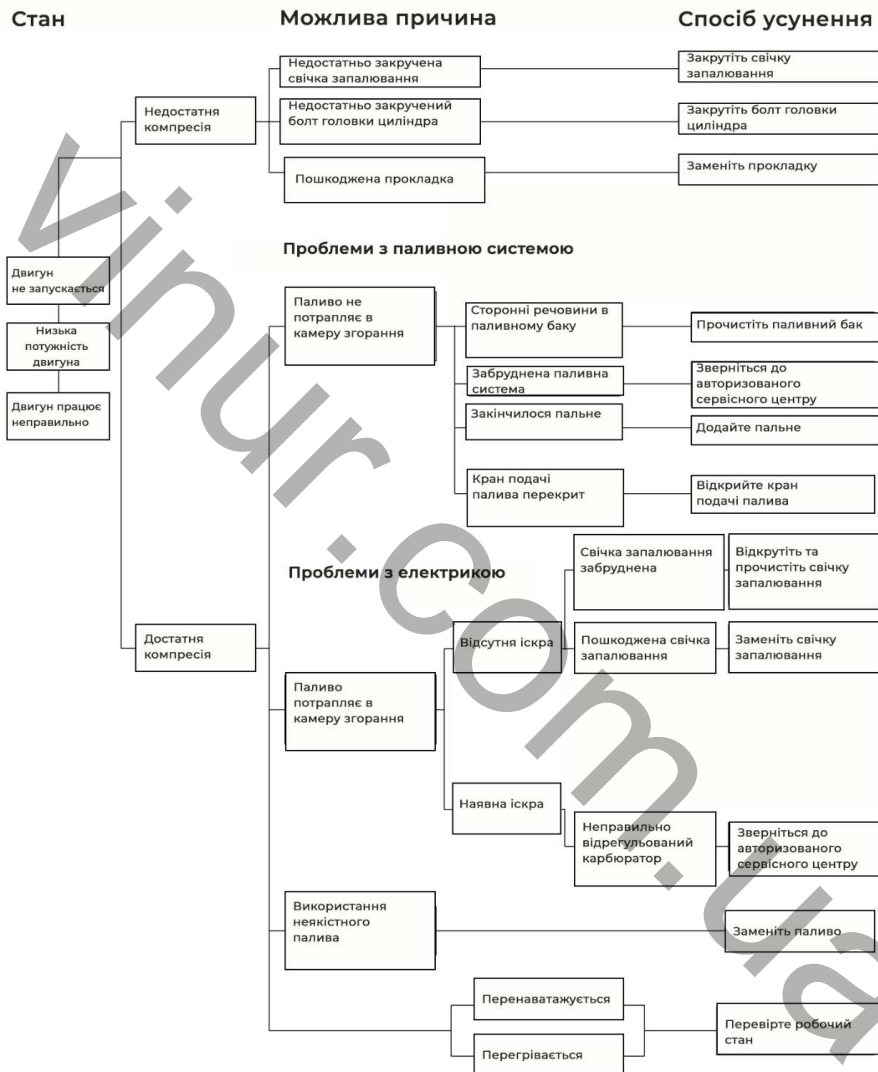 Стан
Можлива причина
Спосіб усунення
Недостатньо закручена
свічка запалювання
Закрутіть свічку
запалювання
Недостатня
компресія
Недостатньо закручений
болт головки циліндра
Закрутіть болт головки
циліндра
Пошкоджена прокладка
Замeніть прокладку
Проблеми з паливною системою
Двигун
не запускається
Низька
потужність
двигуна
Двигун працює
неправильно
Паливо не
потрапляє в
камеру згорання
Сторонні речовини в
паливному баку
Прочистіть паливний бак
Забруднена паливна
система
Зверніться до
авторизованого
сервісного центру
Закінчилося пальне
Додайте пальне
Кран подачі
палива перекрит
Відкрийте кран
подачі палива
Проблеми з електрикою
Свічка запалювання
забруднена
Відкрутіть та
прочистіть свічку
запалювання
Достатня
компресія
Відсутня іскра
Пошкоджена свічка
запалювання
Замініть свічку
запалювання
Паливо
потрапляє в
камеру згорання
Наявна іскра
Неправильно
відрегульований
карбюратор
Зверніться до
авторизованого
сервісного центру
Використання
неякістного
палива
Заменіть паливо
Перенаватажується
Перегрівається
Перевірте робочий
стан
vinur.com.ua